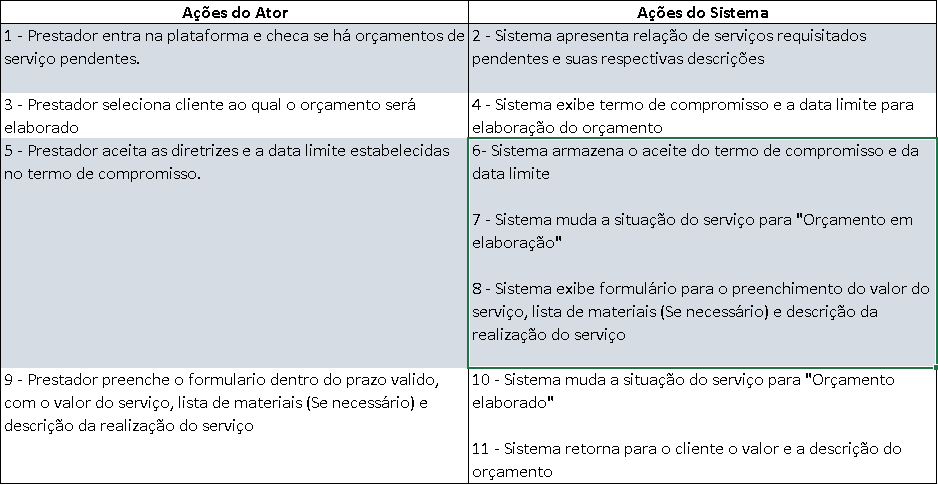 Ações do Ator
Ações do Sistema
1 - Prestador entra na plataforma e checa se há orçamentos de
serviço pendentes.
2 - Sistema apresenta relação de serviços requisitados
pendentes e suas respectivas descrições
3 - Prestador seleciona cliente ao qual o orçamento será
elaborado
4 - Sistema exibe termo de compromisso e a data limite para
elaboração do orçamento
5 - Prestador aceita as diretrizes e a data limite estabelecidas
no termo de compromisso.
6- Sistema armazena o aceite do termo de compromisso e da
data limite
7 - Sistema muda a situação do serviço para "Orçamento em
elaboração"
8 - Sistema exibe formulário para o preenchimento do valor do
serviço, lista de materiais (Se necessário) e descrição da
realização do serviço
9 - Prestador preenche o formulario dentro do prazo valido,
com o valor do serviço, lista de materiais (Se necessário) e
descrição da realização do serviço
10 - Sistema muda a situação do serviço para "Orçamento
elaborado"
11 - Sistema retorna para o cliente o valor e a descrição do
orçamento